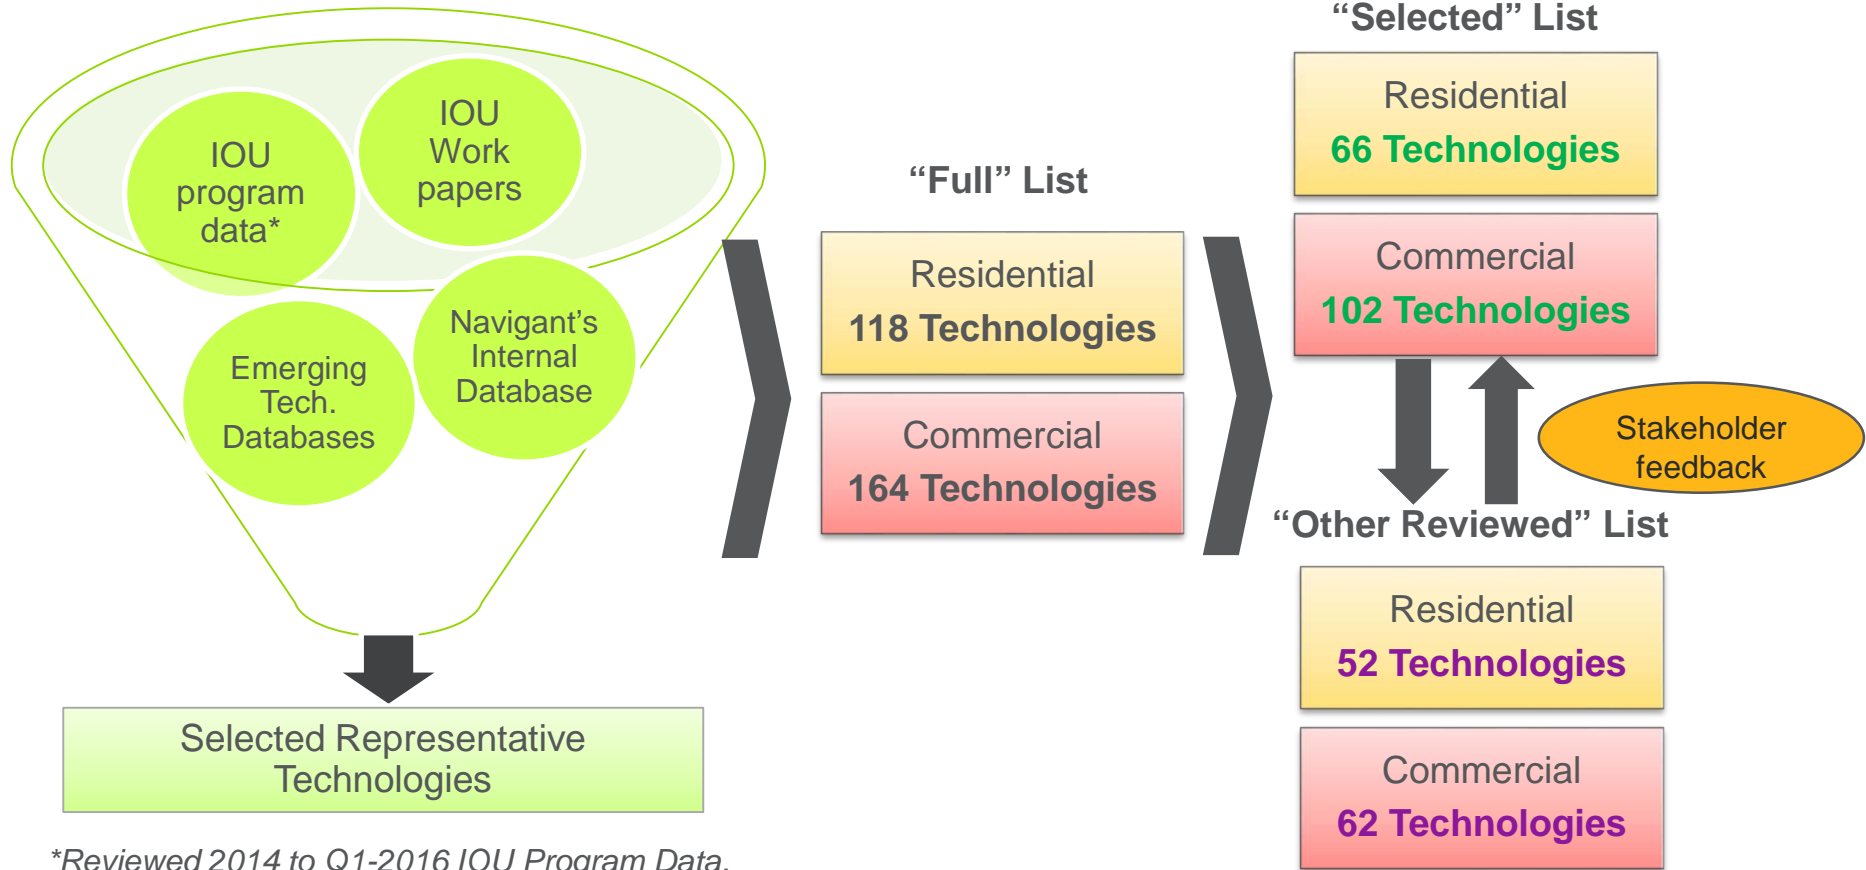 IOU
program
data*
IOU
Work
papers
Emerging
Tech.
Databases
Navigant’s
Internal
Database
Selected Representative
Technologies
*Reviewed 2014 to Q1-2016 IOU Program Data.
“Full” List
Residential
118 Technologies
Commercial
164 Technologies
“Selected” List
Residential
66 Technologies
Commercial
102 Technologies
Stakeholder
feedback
“Other Reviewed” List
Residential
52 Technologies
Commercial
62 Technologies